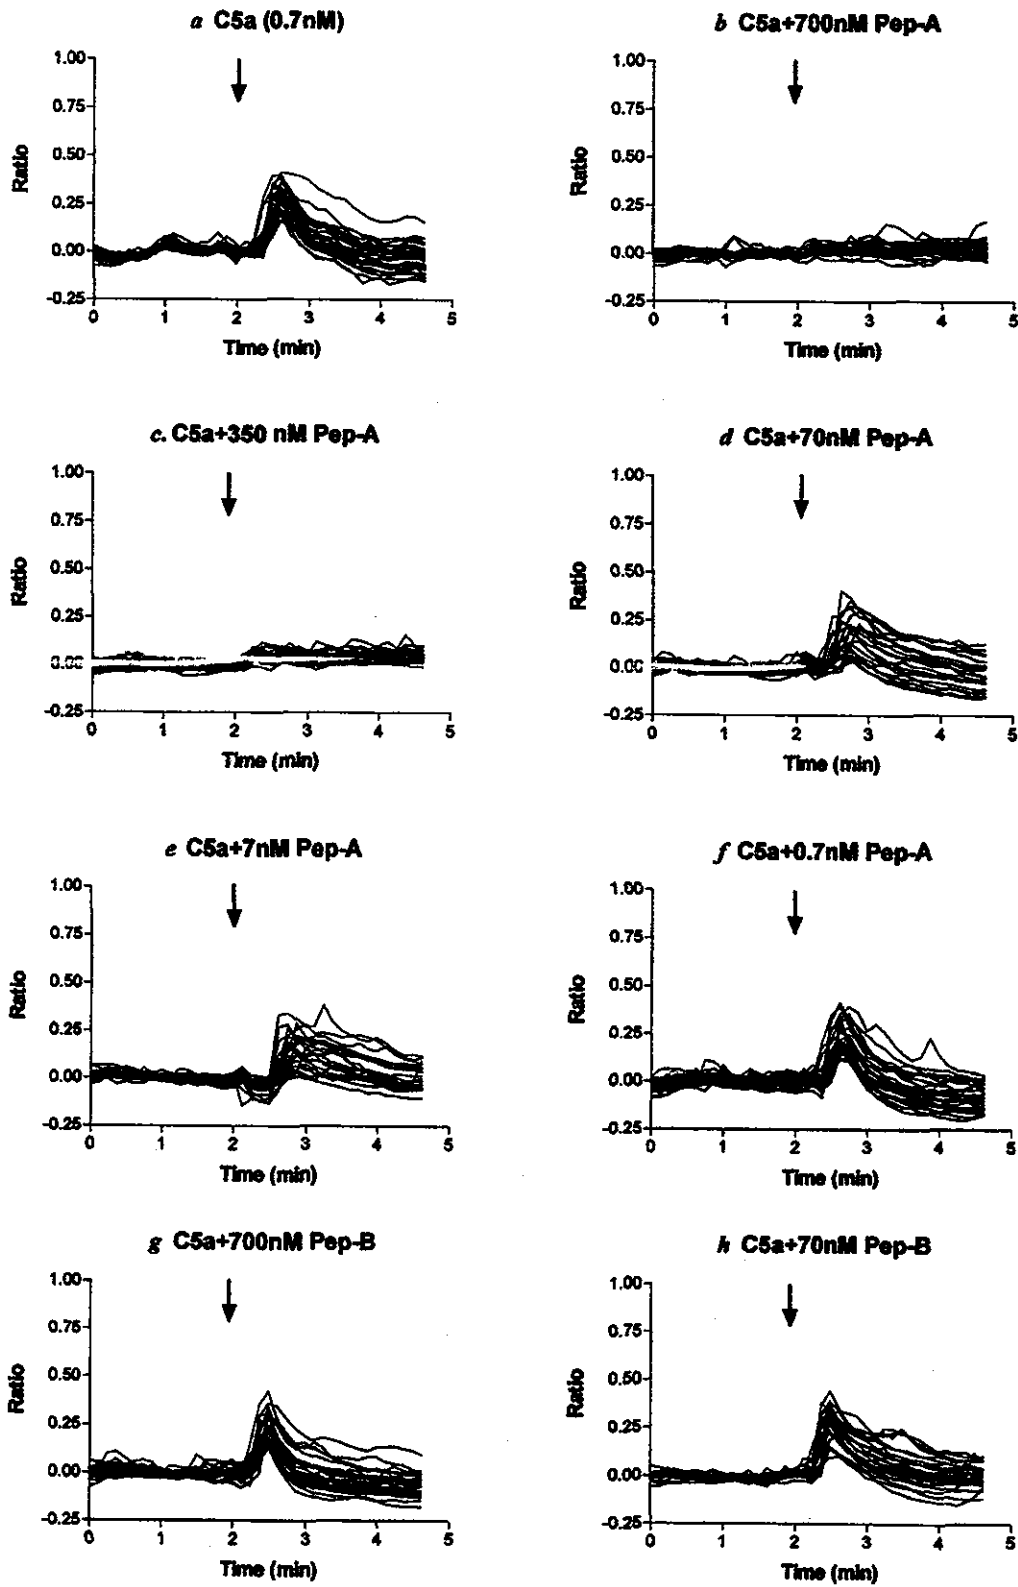 a C5a (0.7nM)
1.00
0.75
0.50
0.25
0.00
-0.25
Ratio
0 1 2 3 4 5
Time (min)
b C5a+700nM Pep-A
1.00
0.75
0.50
0.25
0.00
-0.25
Ratio
0 1 2 3 4 5
Time (min)
c. C5a+350 nM Pep-A
1.00
0.75
0.50
0.25
0.00
-0.25
Ratio
0 1 2 3 4 5
Time (min)
d C5a+70nM Pep-A
1.00
0.75
0.50
0.25
0.00
-0.25
Ratio
0 1 2 3 4 5
Time (min)
e C5a+7nM Pep-A
1.00
0.75
0.50
0.25
0.00
-0.25
Ratio
0 1 2 3 4 5
Time (min)
f C5a+0.7nM Pep-A
1.00
0.75
0.50
0.25
0.00
-0.25
Ratio
0 1 2 3 4 5
Time (min)
g C5a+700nM Pep-B
1.00
0.75
0.50
0.25
0.00
-0.25
Ratio
0 1 2 3 4 5
Time (min)
h C5a+70nM Pep-B
1.00
0.75
0.50
0.25
0.00
-0.25
Ratio
0 1 2 3 4 5
Time (min)